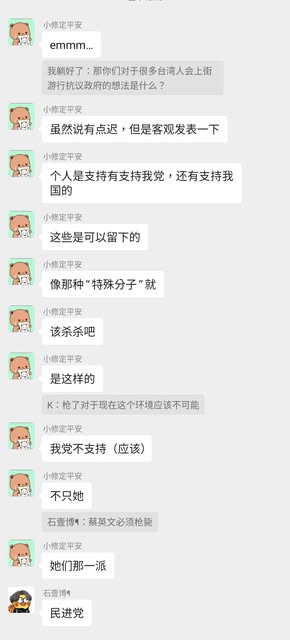 小修定平安
emmm...
我躺好了：那你们对于很多台湾人会上街
游行抗议政府的想法是什么？
小修定平安
虽然说有点迟，但是客观发表一下
小修定平安
个人是支持有支持我党，还有支持我
国的
小修定平安
这些是可以留下的
小修定平安
像那种“特殊分子”就
小修定平安
该杀杀吧
小修定平安
是这样的
K：枪了对于现在这个环境应该不可能
小修定平安
我党不支持（应该）
小修定平安
不只她
石壹博¶：蔡英文必须枪毙
小修定平安
她们那一派
石壹博¶
民进党